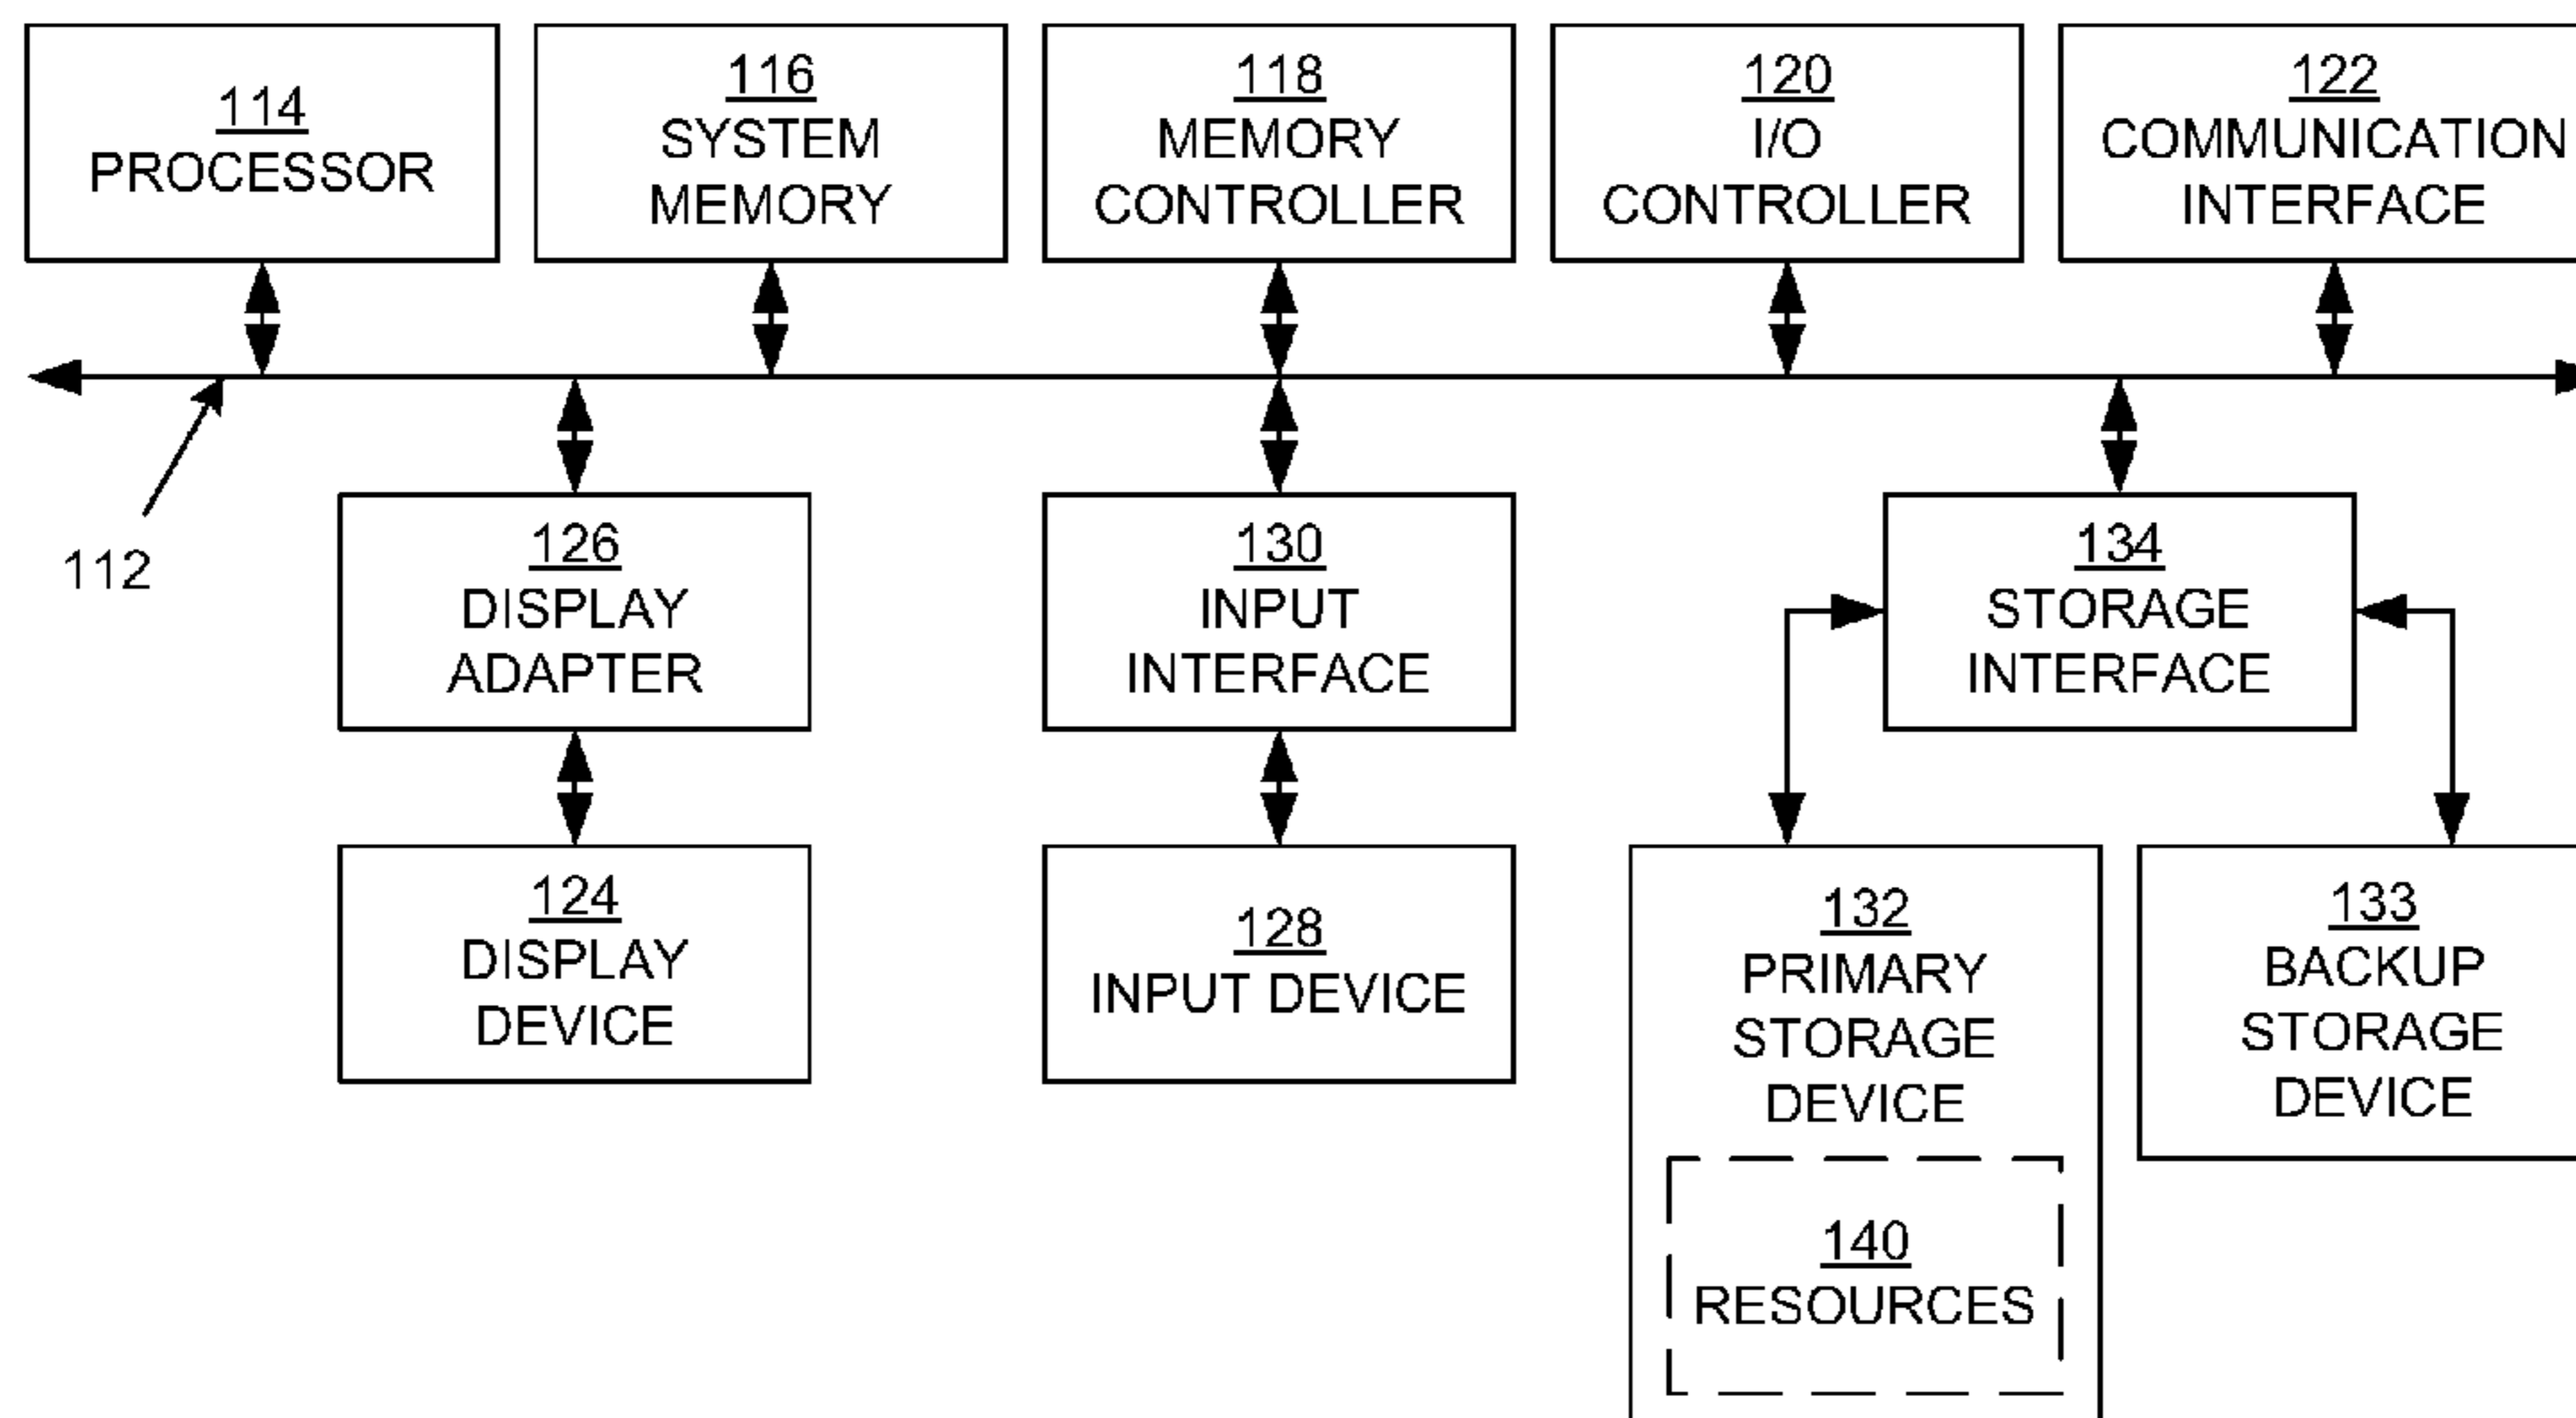 114
PROCESSOR
116
SYSTEM
MEMORY
118
MEMORY
CONTROLLER
120
I/O
CONTROLLER
122
COMMUNICATION
INTERFACE
112
126
DISPLAY
ADAPTER
130
INPUT
INTERFACE
134
STORAGE
INTERFACE
124
DISPLAY
DEVICE
128
INPUT DEVICE
132
PRIMARY
STORAGE
DEVICE
140
RESOURCES
133
BACKUP
STORAGE
DEVICE